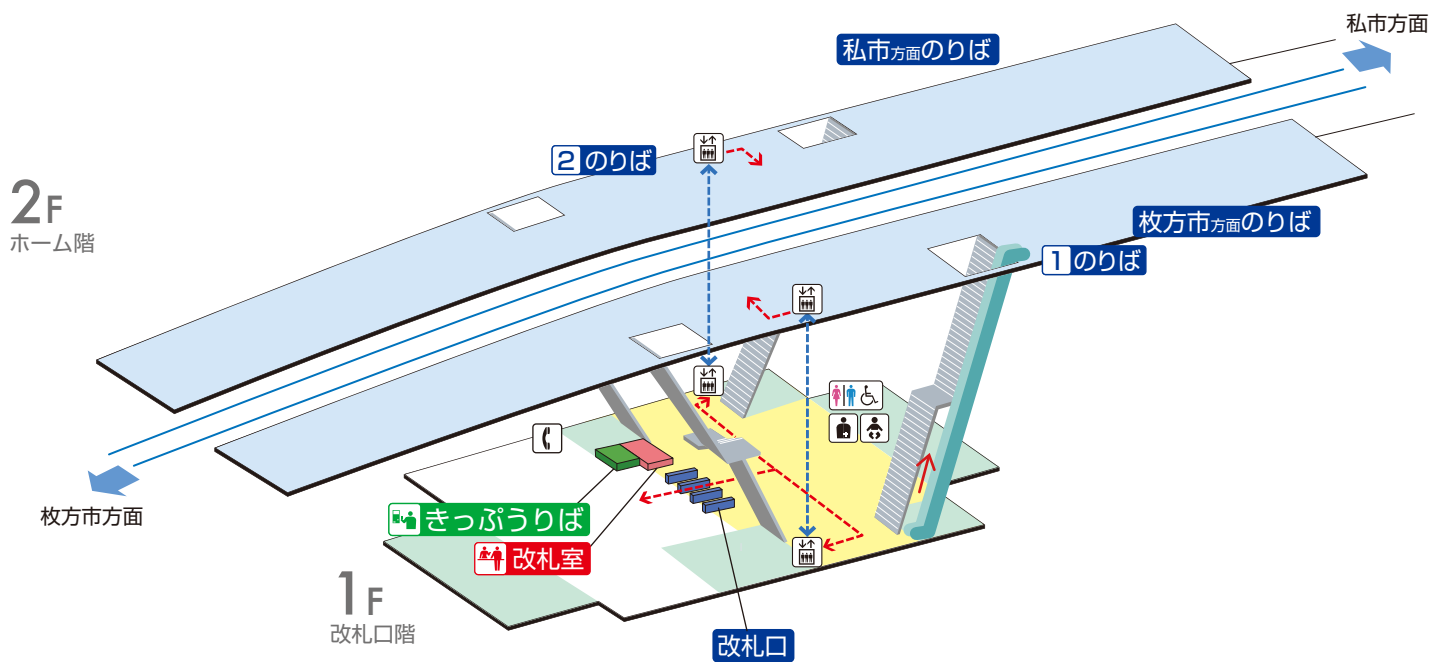 私市方面
私市方面のりば
2 のりば
2F
ホーム階
枚方市方面のりば
1 のりば
枚方市方面
きっぷうりば
改札室
1F
改札口階
改札口